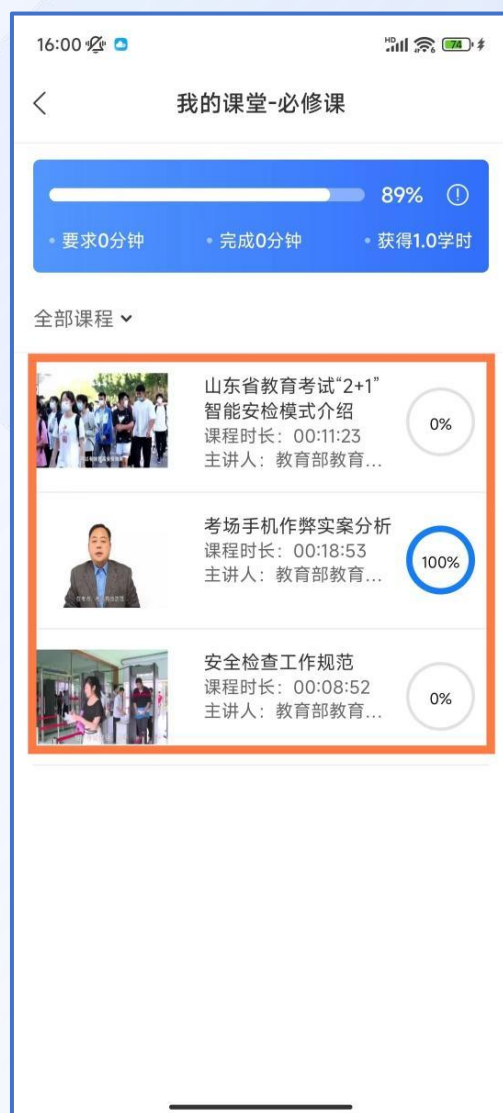 16:00
HD
74
我的课堂-必修课
89%
要求0分钟
完成0分钟
获得1.0学时
全部课程
山东省教育考试“2+1”
智能安检模式介绍
课程时长：00:11:23
主讲人：教育部教育...
0%
考场手机作弊实案分析
课程时长：00:18:53
主讲人：教育部教育...
100%
安全检查工作规范
课程时长：00:08:52
主讲人：教育部教育...
0%